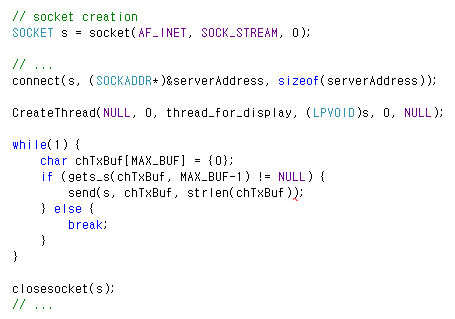 // socket creation
SOCKET s = socket(AF_INET, SOCK_STREAM, 0);
// ...
connect(s, (SOCKADDR*)&serverAddress, sizeof(serverAddress));
CreateThread(NULL, 0, thread_for_display, (LPVOID)s, 0, NULL);
while(1) {
    char chTxBuf[MAX_BUF] = {0};
    if (gets_s(chTxBuf, MAX_BUF-1) != NULL) {
        send(s, chTxBuf, strlen(chTxBuf));
    } else {
        break;
    }
}
closesocket(s);
// ...